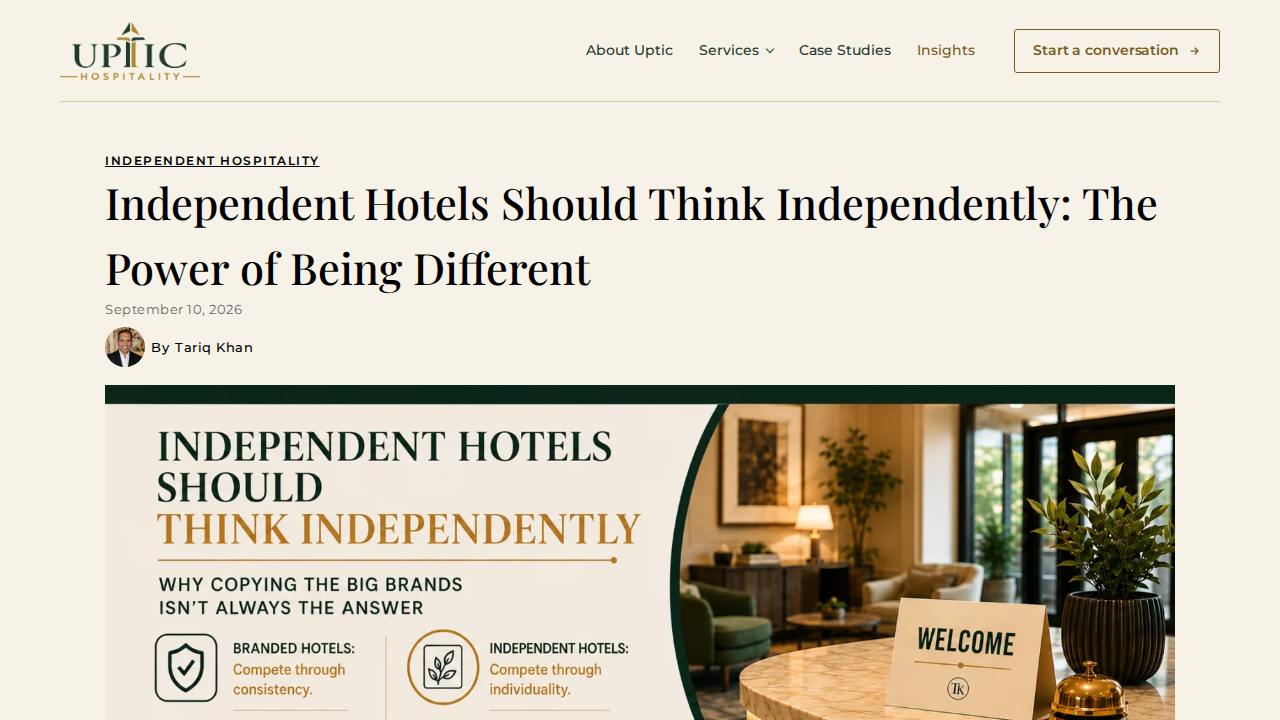 UPTIC
HOSPITALITY
About Uptic
Services
Case Studies
Insights
Start a conversation →
INDEPENDENT HOSPITALITY
Independent Hotels Should Think Independently: The
Power of Being Different
September 10, 2026
By Tariq Khan
INDEPENDENT HOTELS
SHOULD
THINK INDEPENDENTLY
WHY COPYING THE BIG BRANDS
ISN'T ALWAYS THE ANSWER
BRANDED HOTELS:
Compete through
consistency.
INDEPENDENT HOTELS:
Compete through
individuality.
WELCOME
TK